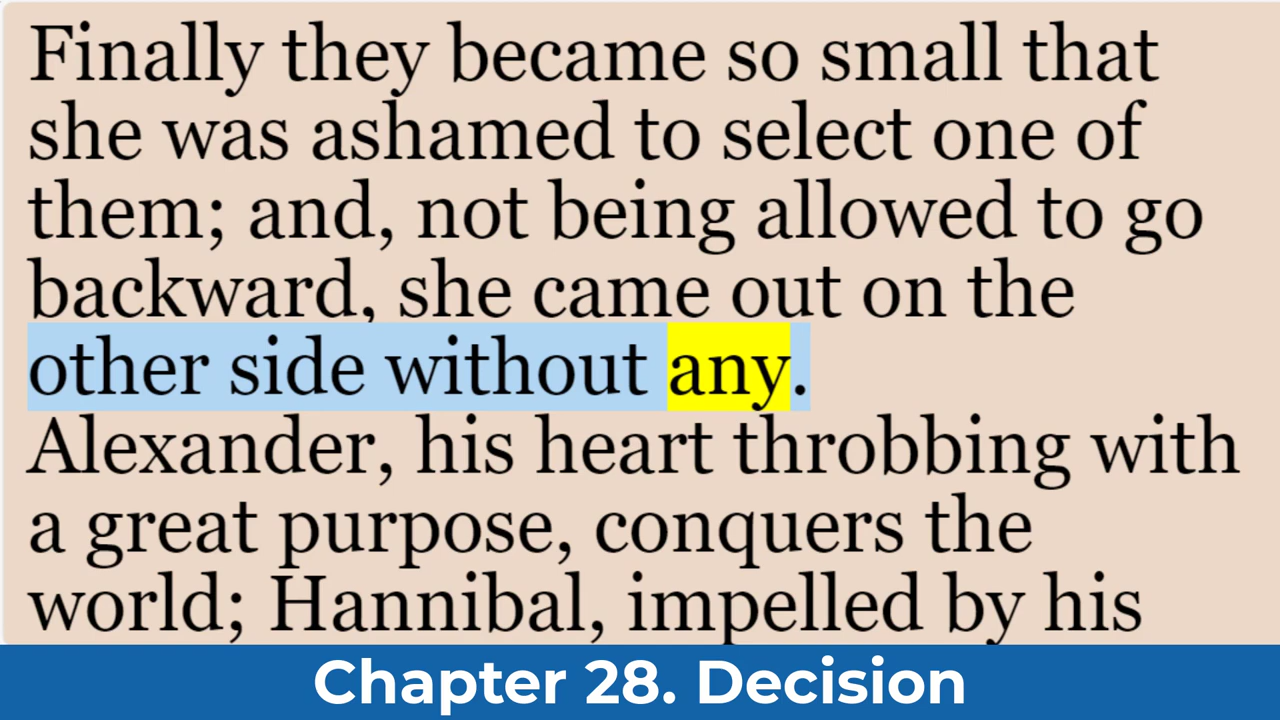 Finally they became so small that
she was ashamed to select one of
them; and, not being allowed to go
backward, she came out on the
other side without any.
Alexander, his heart throbbing with
a great purpose, conquers the
world; Hannibal, impelled by his
Chapter 28. Decision